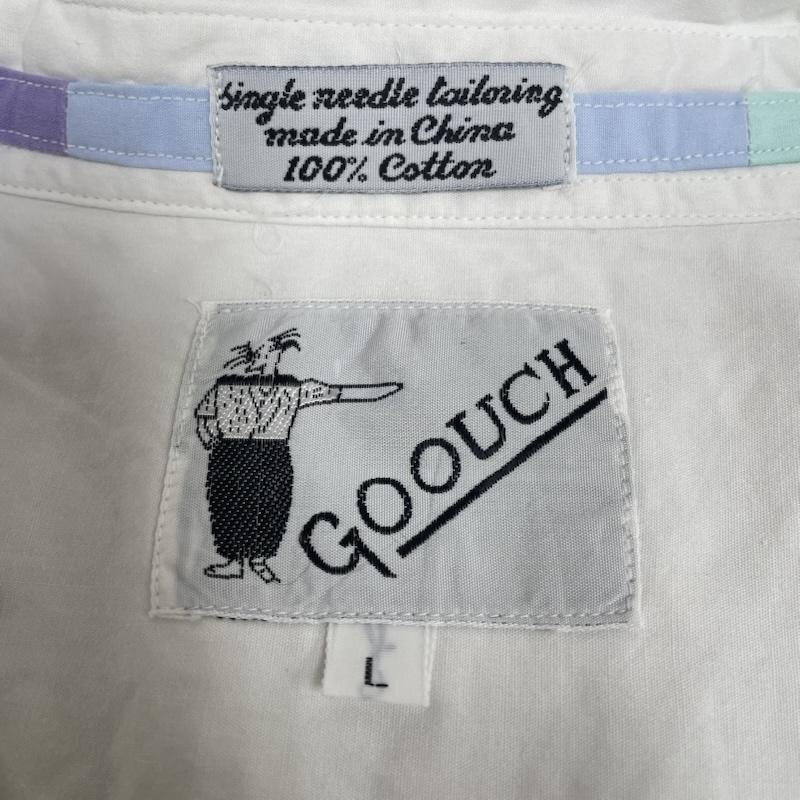 single needle tailoring
made in China
100% Cotton
GOOUCH
L